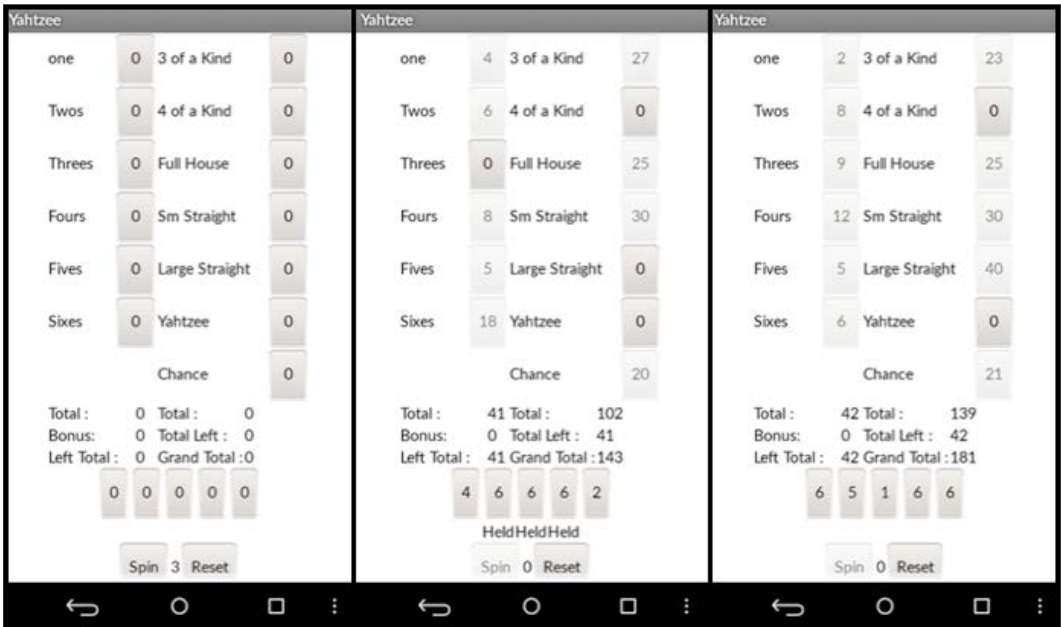 Yahtzee
one 0 3 of a Kind 0
Twos 0 4 of a Kind 0
Threes 0 Full House 0
Fours 0 Sm Straight 0
Fives 0 Large Straight 0
Sixes 0 Yahtzee 0
Chance 0
Total : 0 Total : 0
Bonus: 0 Total Left : 0
Left Total : 0 Grand Total :0
0 0 0 0 0
Spin 3 Reset
Yahtzee
one 4 3 of a Kind 27
Twos 6 4 of a Kind 0
Threes 0 Full House 25
Fours 8 Sm Straight 30
Fives 5 Large Straight 0
Sixes 18 Yahtzee 0
Chance 20
Total : 41 Total : 102
Bonus: 0 Total Left : 41
Left Total : 41 Grand Total :143
4 6 6 6 2
HeldHeldHeld
Spin 0 Reset
Yahtzee
one 2 3 of a Kind 23
Twos 8 4 of a Kind 0
Threes 9 Full House 25
Fours 12 Sm Straight 30
Fives 5 Large Straight 40
Sixes 6 Yahtzee 0
Chance 21
Total : 42 Total : 139
Bonus: 0 Total Left : 42
Left Total : 42 Grand Total :181
6 5 1 6 6
Spin 0 Reset